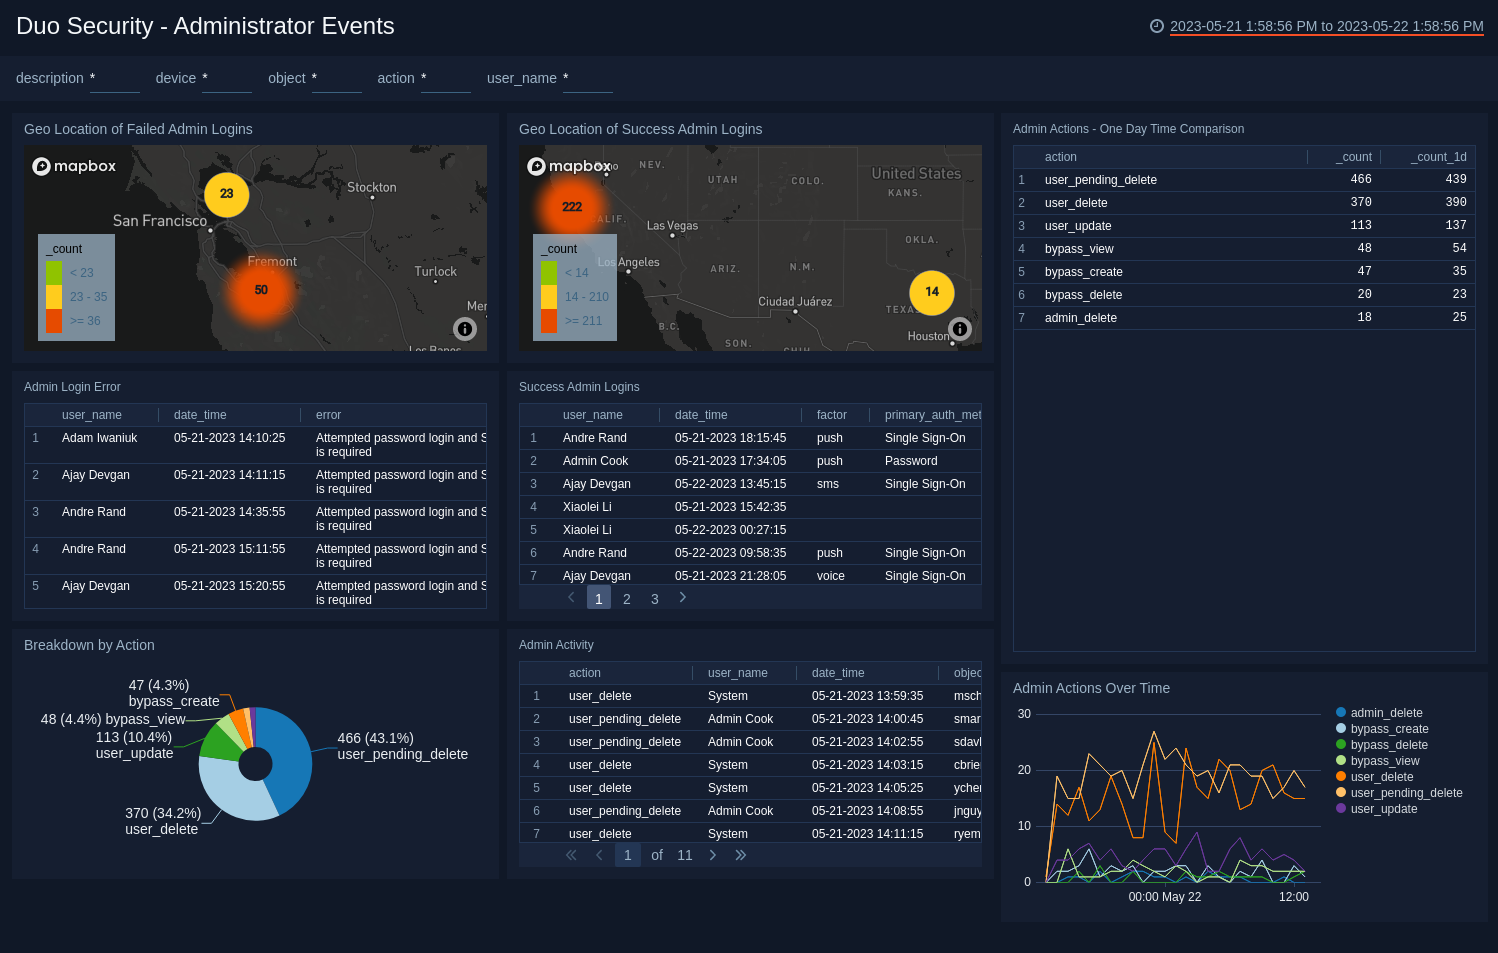 Duo Security - Administrator Events
2023-05-21 1:58:56 PM to 2023-05-22 1:58:56 PM
description * device * object * action * user_name *
Geo Location of Failed Admin Logins
mapbox
23
Stockton
San Francisco
_count
Fremont
< 23
Turlock
50
23 - 35
>= 36
Mer
Los Banos
Geo Location of Success Admin Logins
mapbox
NEV.
UTAH
COLO.
United States
KANS.
222
CALIF.
Las Vegas
_count
OKLA.
Los Angeles
< 14
ARIZ.
N.M.
14
14 - 210
Ciudad Juárez
TEXAS
>= 211
B.C.
Houston
SON.
CHIH.
Admin Actions - One Day Time Comparison
action _count _count_1d
1 user_pending_delete 466 439
2 user_delete 370 390
3 user_update 113 137
4 bypass_view 48 54
5 bypass_create 47 35
6 bypass_delete 20 23
7 admin_delete 18 25
Admin Login Error
user_name date_time error
1 Adam Iwaniuk 05-21-2023 14:10:25 Attempted password login and S
is required
2 Ajay Devgan 05-21-2023 14:11:15 Attempted password login and S
is required
3 Andre Rand 05-21-2023 14:35:55 Attempted password login and S
is required
4 Andre Rand 05-21-2023 15:11:55 Attempted password login and S
is required
5 Ajay Devgan 05-21-2023 15:20:55 Attempted password login and S
is required
Success Admin Logins
user_name date_time factor primary_auth_met
1 Andre Rand 05-21-2023 18:15:45 push Single Sign-On
2 Admin Cook 05-21-2023 17:34:05 push Password
3 Ajay Devgan 05-22-2023 13:45:15 sms Single Sign-On
4 Xiaolei Li 05-21-2023 15:42:35
5 Xiaolei Li 05-22-2023 00:27:15
6 Andre Rand 05-22-2023 09:58:35 push Single Sign-On
7 Ajay Devgan 05-21-2023 21:28:05 voice Single Sign-On
< 1 2 3 >
Breakdown by Action
47 (4.3%)
bypass_create
48 (4.4%) bypass_view
113 (10.4%)
user_update
466 (43.1%)
user_pending_delete
370 (34.2%)
user_delete
Admin Activity
action user_name date_time objec
1 user_delete System 05-21-2023 13:59:35 msch
2 user_pending_delete Admin Cook 05-21-2023 14:00:45 smar
3 user_pending_delete Admin Cook 05-21-2023 14:02:55 sdavl
4 user_delete System 05-21-2023 14:03:15 cbrier
5 user_delete System 05-21-2023 14:05:25 ycher
6 user_pending_delete Admin Cook 05-21-2023 14:08:55 jnguy
7 user_delete System 05-21-2023 14:11:15 ryem
« < 1 of 11 > »
Admin Actions Over Time
30
20
10
0
00:00 May 22
12:00
admin_delete
bypass_create
bypass_delete
bypass_view
user_delete
user_pending_delete
user_update